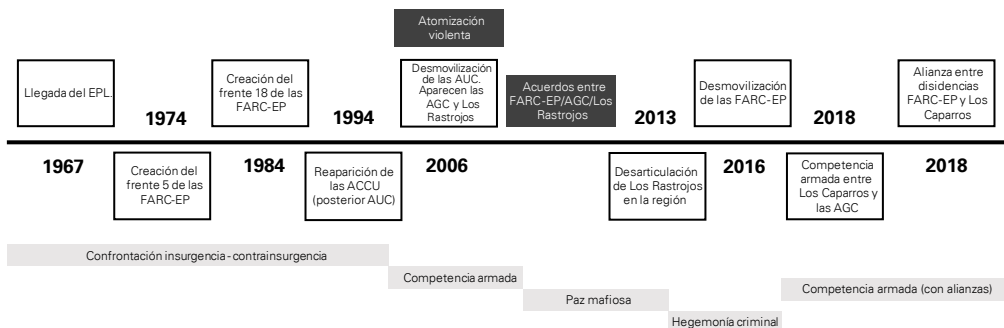 Atomización
violenta
Llegada del EPL.
Creación del
frente 18 de las
FARC-EP
Desmovilización
de las AUC.
Aparecen las
AGC y Los
Rastrojos
Acuerdos entre
FARC-EP/AGC/Los
Rastrojos
Desmovilización
de las FARC-EP
Alianza entre
disidencias
FARC-EP y Los
Caparros
1974
1994
2013
2018
1967
1984
2006
2016
2018
Creación del
frente 5 de las
FARC-EP
Reaparición de
las ACCU
(posterior AUC)
Desarticulación
de Los Rastrojos
en la región
Competencia
armada entre
Los Caparros y
las AGC
Confrontación insurgencia-contrainsurgencia
Competencia armada
Paz mafiosa
Hegemonía criminal
Competencia armada (con alianzas)